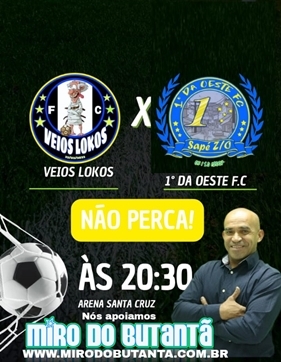 F C
VEIOS LOKOS
X
1° DA OESTE FC
1
Sapé Z/O
VEIOS LOKOS
1° DA OESTE F.C
NÃO PERCA!
ÀS 20:30
ARENA SANTA CRUZ
Nós apoiamos
MIRO DO BUTANTÃ
WWW.MIRODOBUTANTA.COM.BR